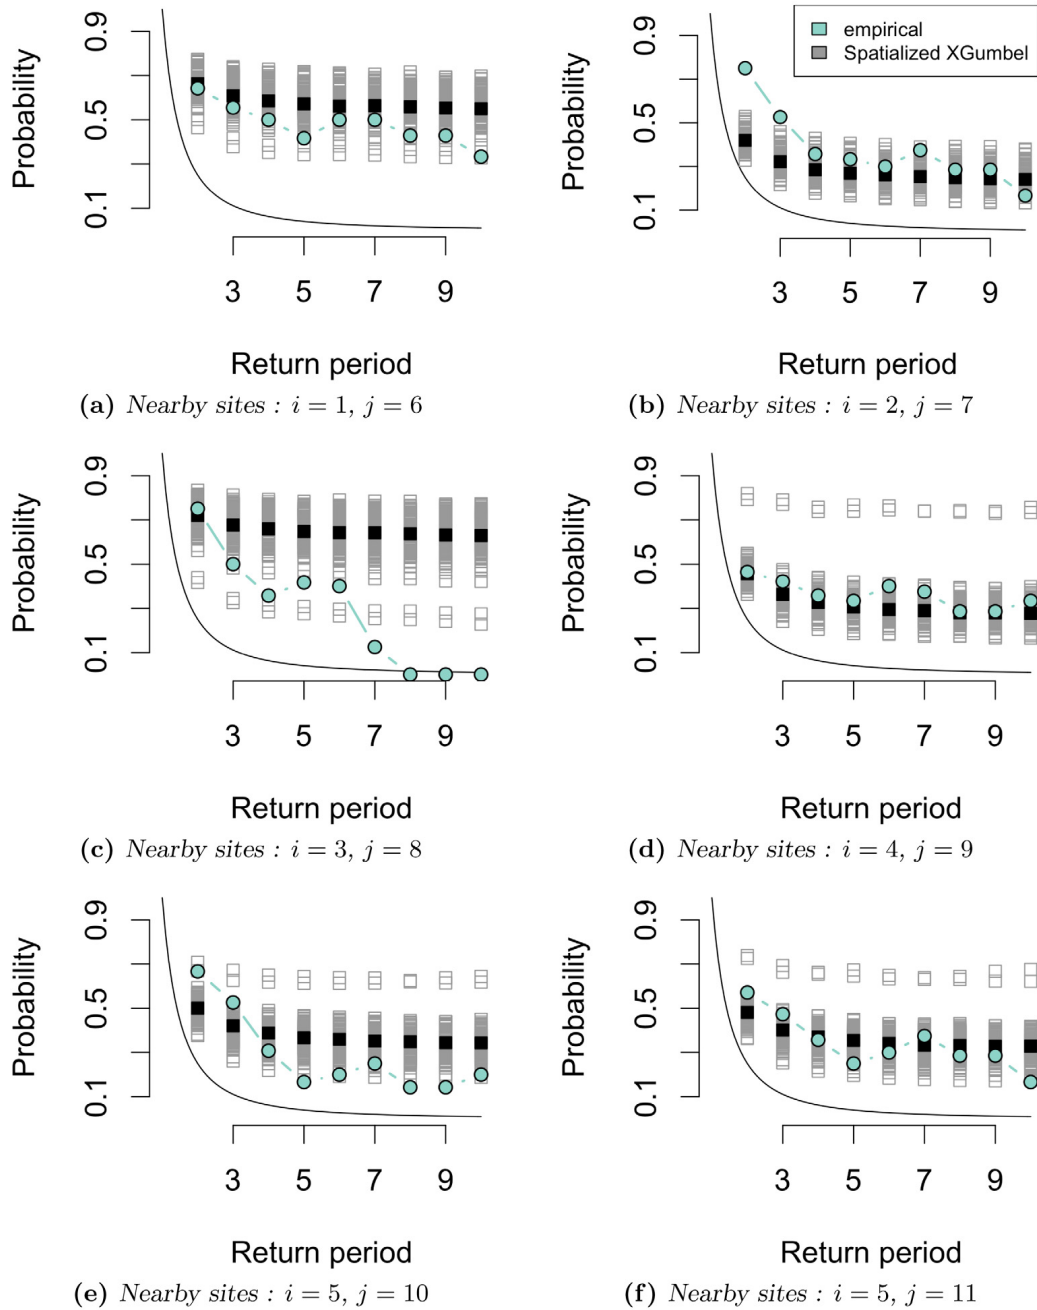 Probability
0.9
0.5
0.1
3 5 7 9
Return period
(a) Nearby sites : i = 1, j = 6
empirical
Spatialized XGumbel
Probability
0.9
0.5
0.1
3 5 7 9
Return period
(b) Nearby sites : i = 2, j = 7
Probability
0.9
0.5
0.1
3 5 7 9
Return period
(c) Nearby sites : i = 3, j = 8
Probability
0.9
0.5
0.1
3 5 7 9
Return period
(d) Nearby sites : i = 4, j = 9
Probability
0.9
0.5
0.1
3 5 7 9
Return period
(e) Nearby sites : i = 5, j = 10
Probability
0.9
0.5
0.1
3 5 7 9
Return period
(f) Nearby sites : i = 5, j = 11